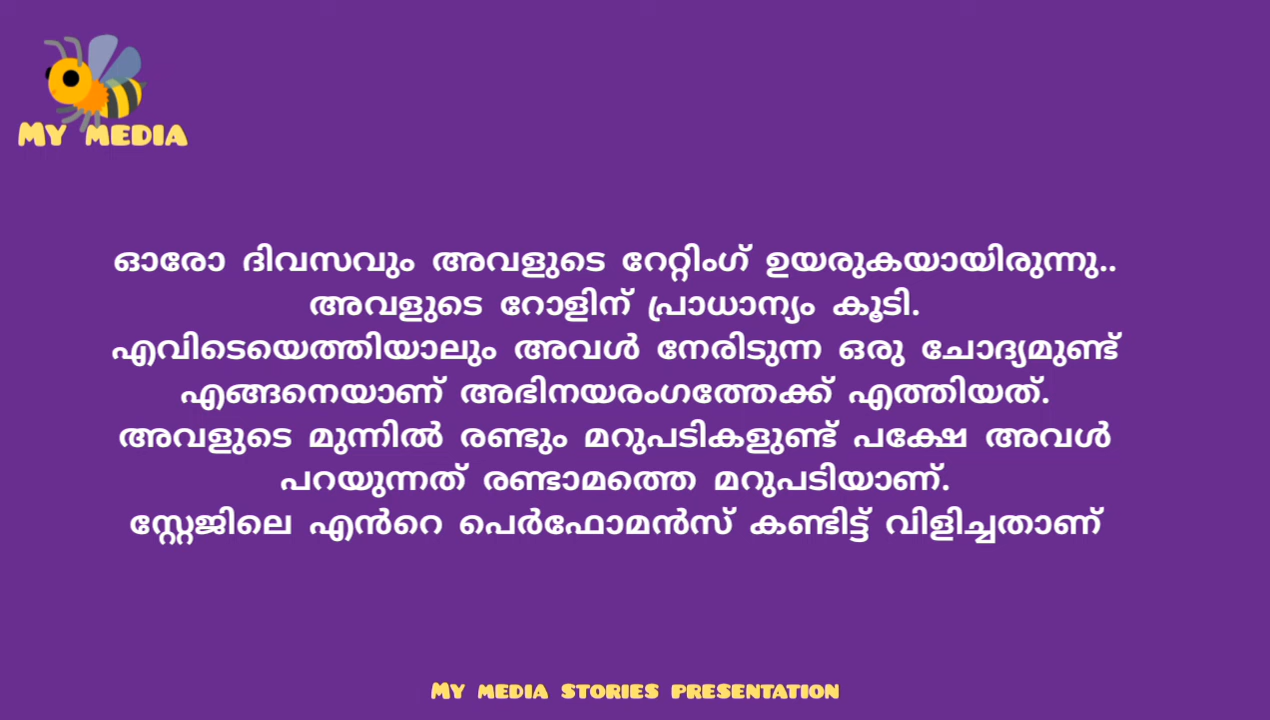 My media
ഓരോ ദിവസവും അവളുടെ റേറ്റിംഗ് ഉയരുകയായിരുന്നു..
അവളുടെ റോളിന് പ്രാധാന്യം കൂടി.
എവിടെയെത്തിയാലും അവൾ നേരിടുന്ന ഒരു ചോദ്യമുണ്ട്
എങ്ങനെയാണ് അഭിനയരംഗത്തേക്ക് എത്തിയത്.
അവളുടെ മുന്നിൽ രണ്ടും മറുപടികളുണ്ട് പക്ഷേ അവൾ
പറയുന്നത് രണ്ടാമത്തെ മറുപടിയാണ്.
സ്റ്റേജിലെ എൻറെ പെർഫോമൻസ് കണ്ടിട്ട് വിളിച്ചതാണ്
My media stories presentation